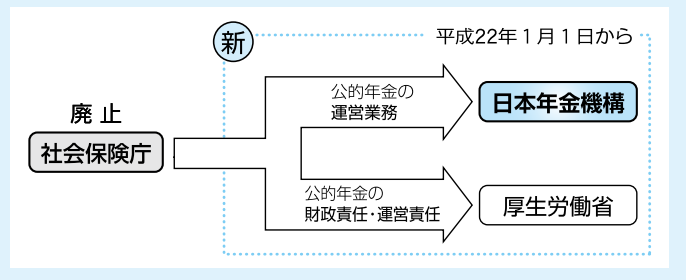 新
平成22年1月1日から
廃止
社会保険庁
公的年金の
運営業務
日本年金機構
公的年金の
財政責任・運営責任
厚生労働省